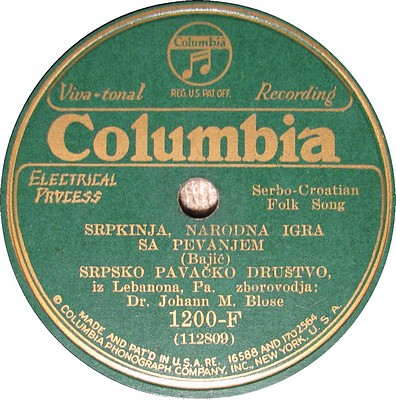 Columbia
REG. U.S. PAT. OFF.
Viva-tonal Recording
Columbia
ELECTRICAL PROCESS
Serbo-Croatian
Folk Song
SRPKINJA, NARODNA IGRA
SA PEVANJEM
(Bajić)
SRPSKO PAVAČKO DRUŠTVO,
iz Lebanona, Pa. zborovodja:
Dr. Johann M. Blose
1200-F
(112809)
MADE AND PAT'D IN U.S.A. RE. 16588 AND 1702564
© COLUMBIA PHONOGRAPH COMPANY, INC., NEW YORK, U. S. A.